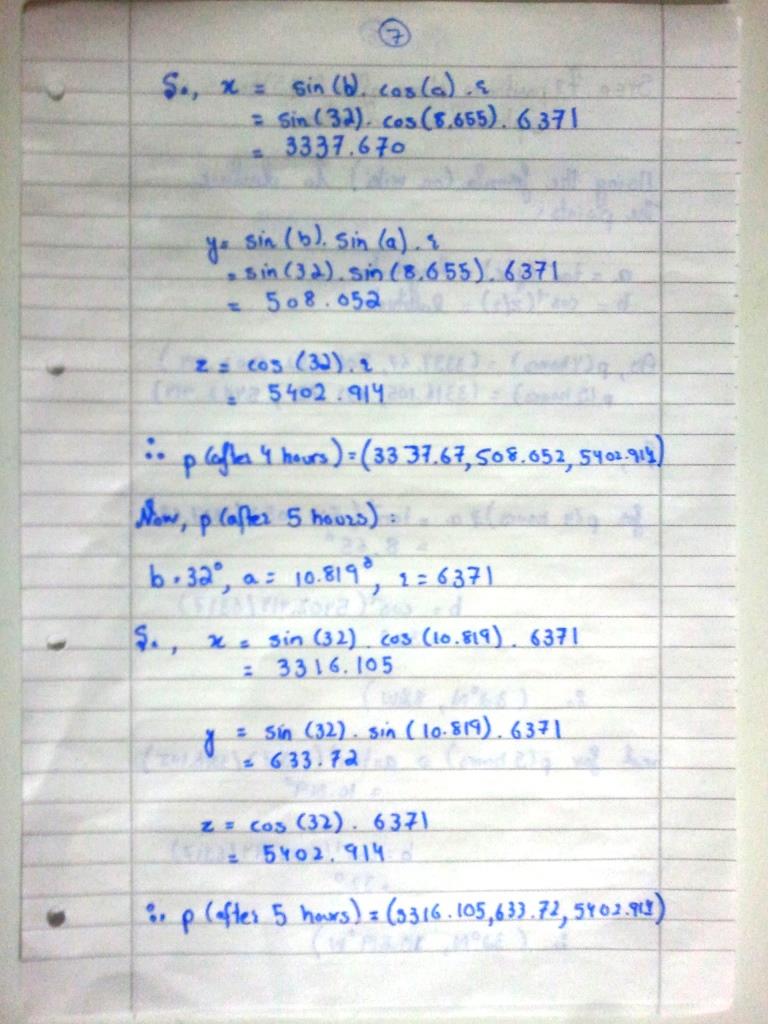 7
So, x = sin(b). cos(a). r
= sin(32). cos(8.655). 6371
= 3337.670
y = sin(b). sin(a). r
= sin(32). sin(8.655). 6371
= 508.052
z = cos(32). r
= 5402.914
∴ p(after 4 hours) = (3337.67, 508.052, 5402.914)
Now, p(after 5 hours) =
b = 32°, a = 10.819°, r = 6371
So, x = sin(32). cos(10.819). 6371
= 3316.105
y = sin(32). sin(10.819). 6371
= 633.72
z = cos(32). 6371
= 5402.914
∴ p(after 5 hours) = (3316.105, 633.72, 5402.914)